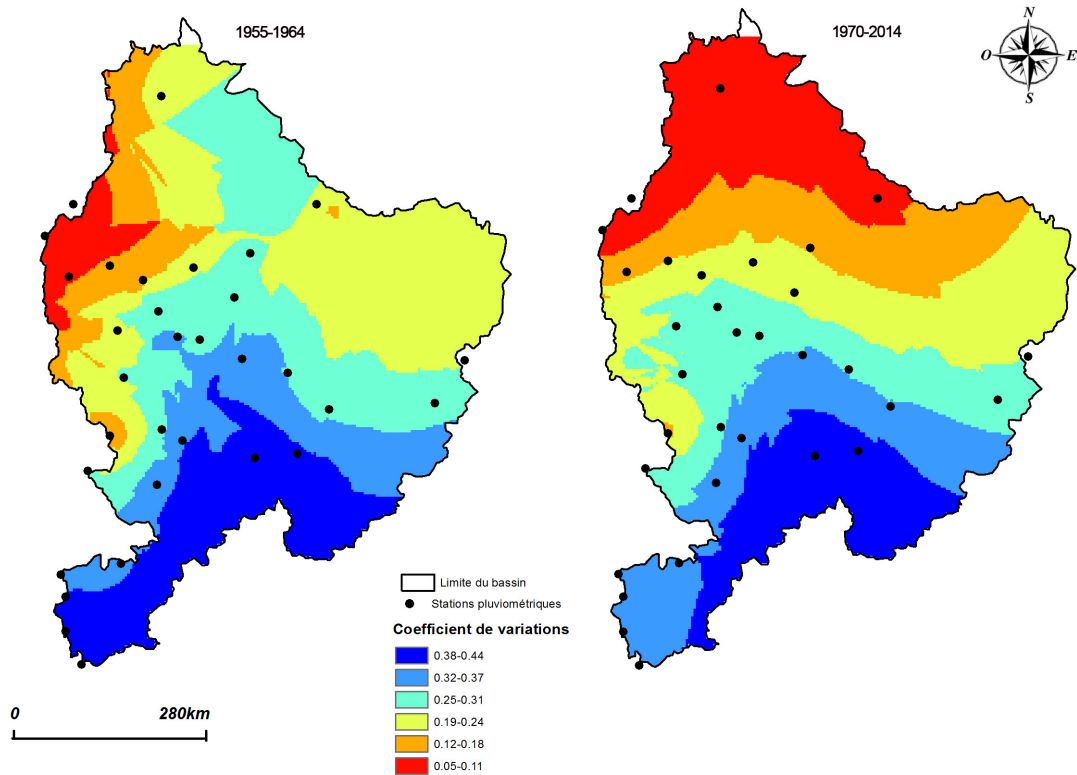 1955-1964
1970-2014
N
O
E
S
Limite du bassin
Stations pluviométriques
Coefficient de variations
0.38-0.44
0.32-0.37
0.25-0.31
0.19-0.24
0.12-0.18
0.05-0.11
0
280km